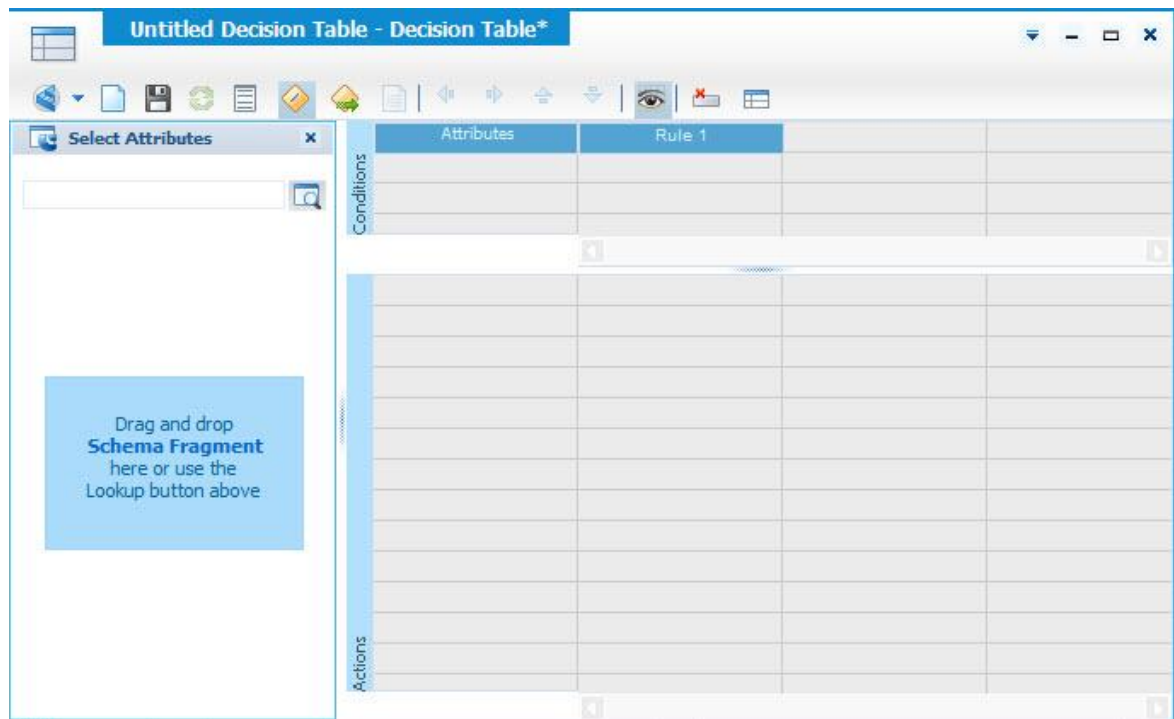 Untitled Decision Table - Decision Table*
Select Attributes
Conditions
Attributes
Rule 1
Drag and drop
Schema Fragment
here or use the
Lookup button above
Actions